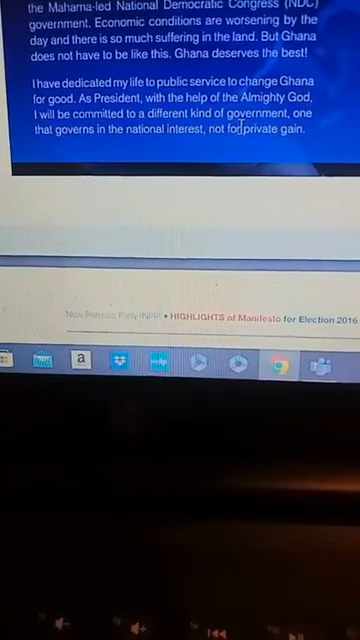 the Mahama-led National Democratic Congress (NDC)
government. Economic conditions are worsening by the
day and there is so much suffering in the land. But Ghana
does not have to be like this. Ghana deserves the best!
I have dedicated my life to public service to change Ghana
for good. As President, with the help of the Almighty God,
I will be committed to a different kind of government, one
that governs in the national interest, not for private gain.
New Patriotic Party (NPP) • HIGHLIGHTS of Manifesto for Election 2016
a